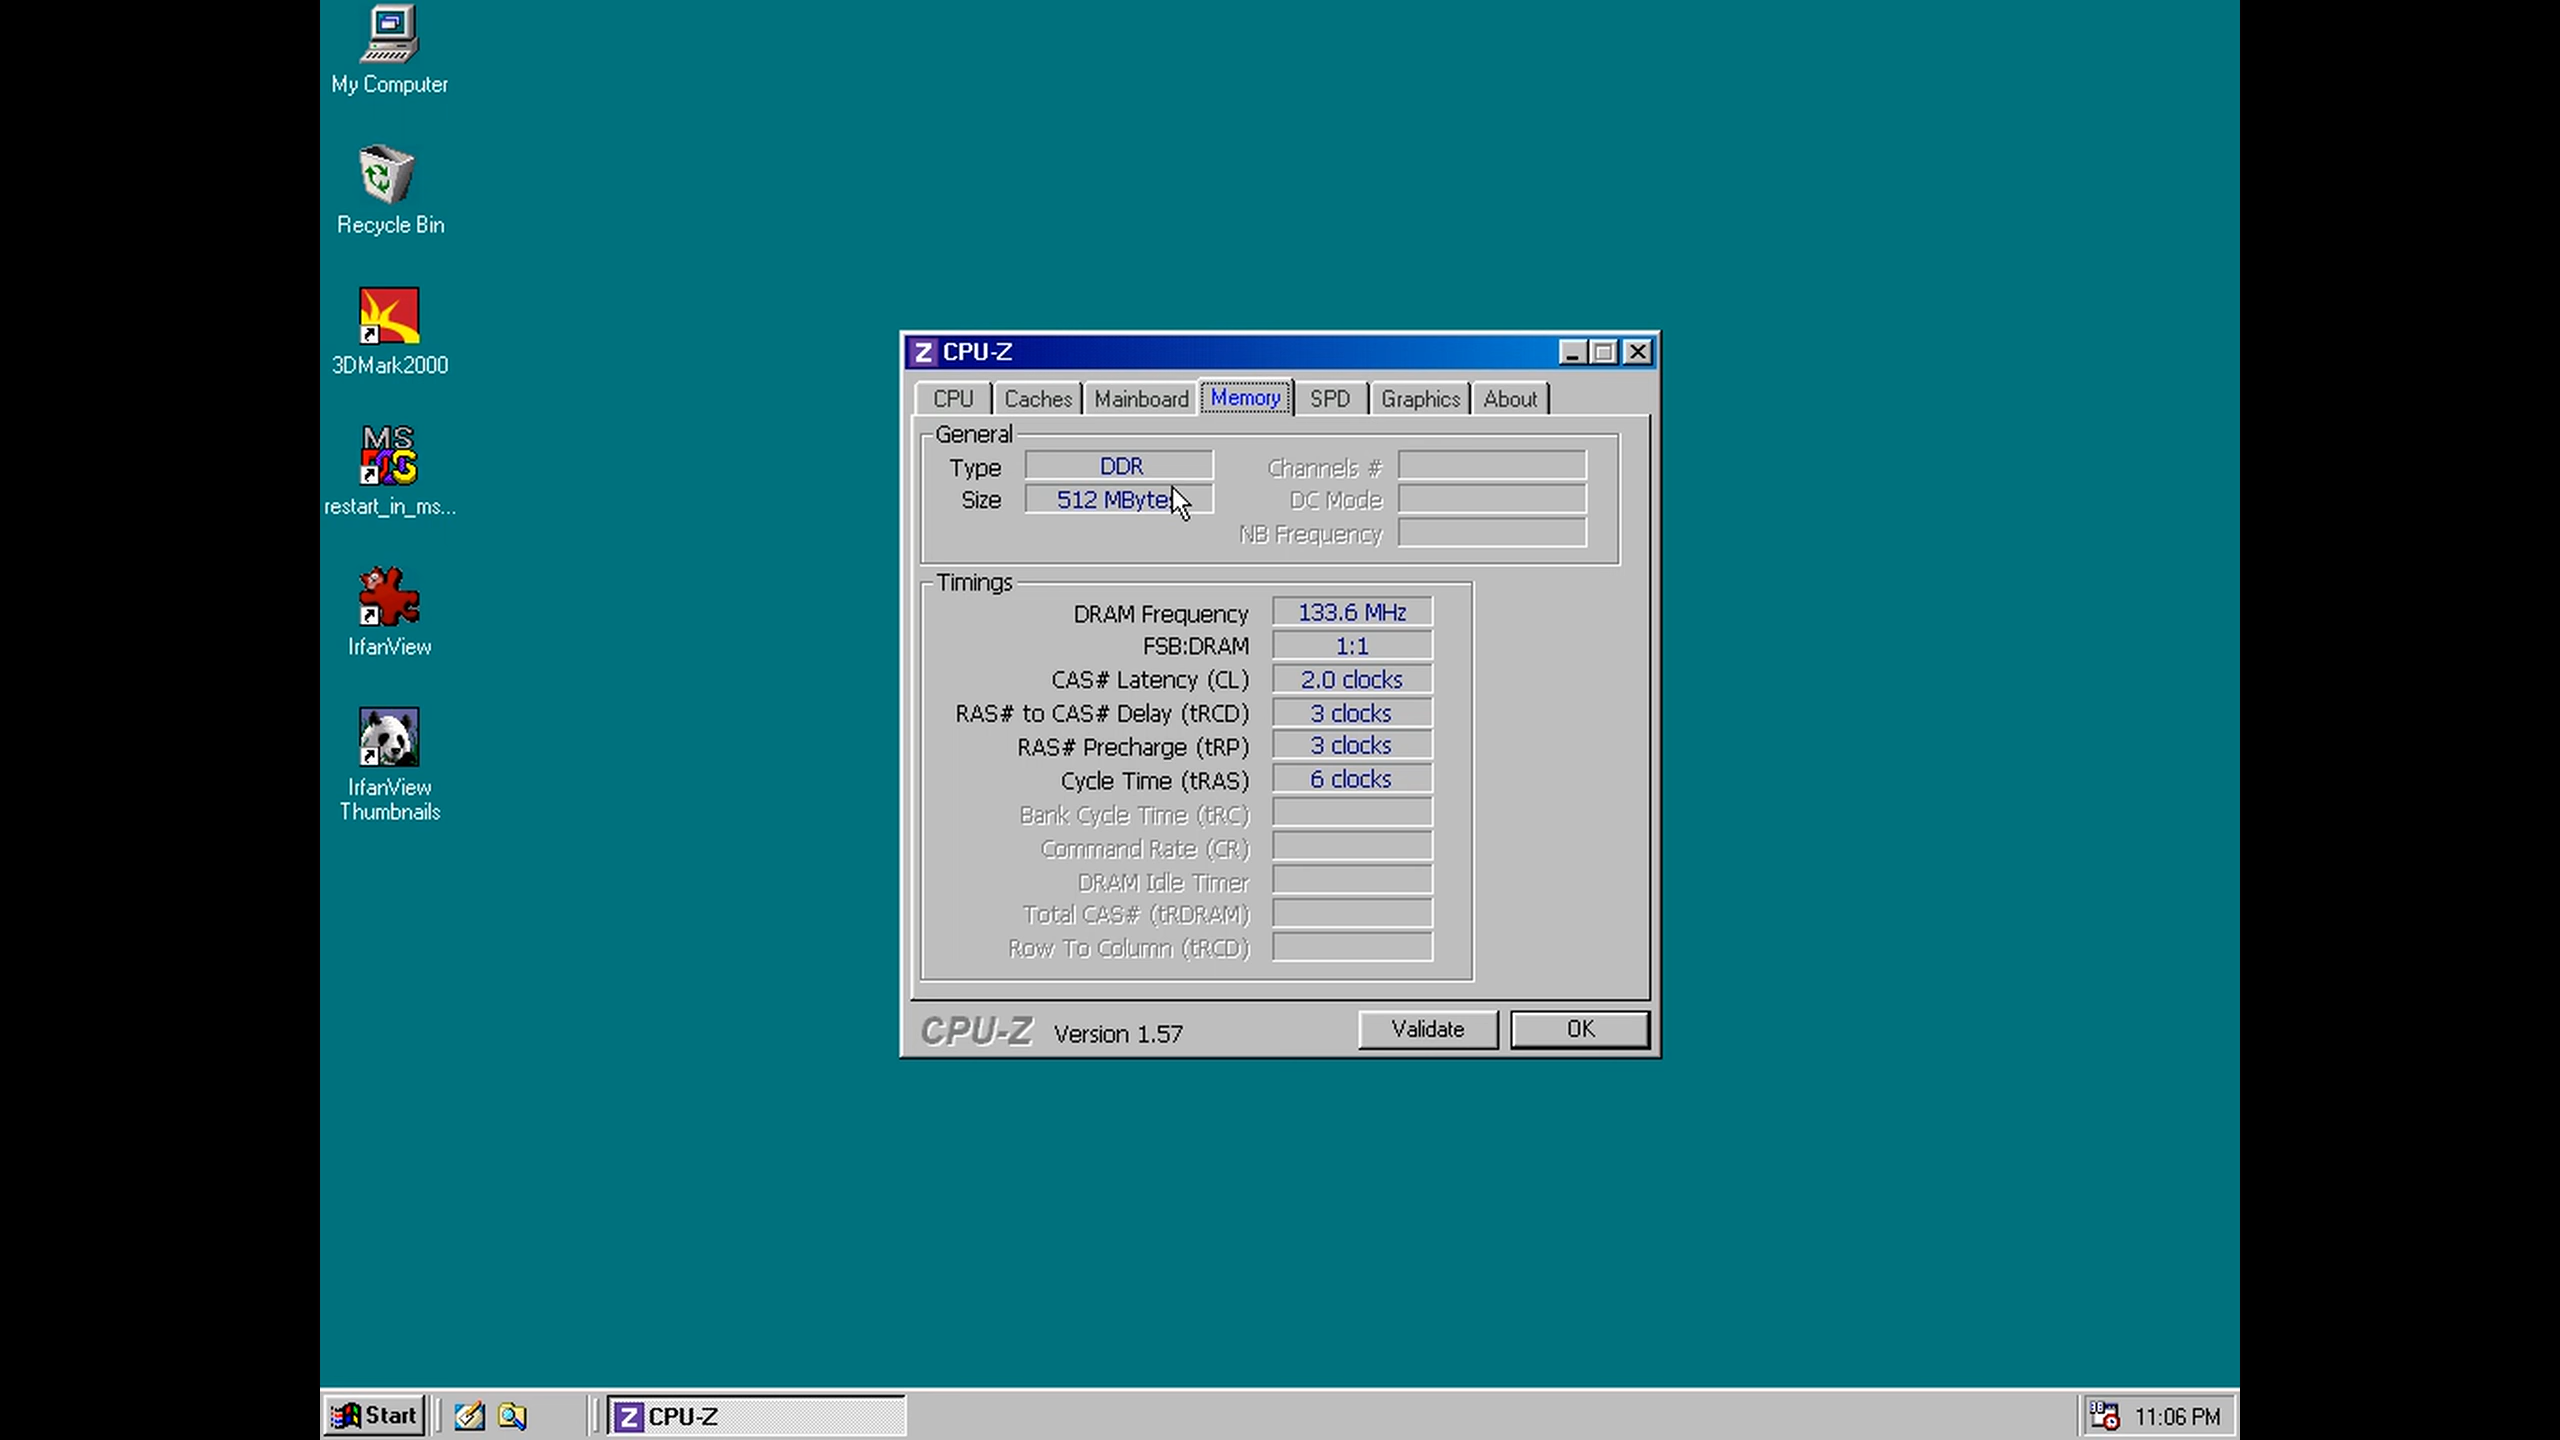 My Computer
Recycle Bin
3DMark2000
MS
restart_in_ms...
IrfanView
IrfanView
Thumbnails
Z CPU-Z
CPU Caches Mainboard Memory SPD Graphics About
General
Type DDR Channels #
Size 512 MBytes DC Mode
NB Frequency
Timings
DRAM Frequency 133.6 MHz
FSB:DRAM 1:1
CAS# Latency (CL) 2.0 clocks
RAS# to CAS# Delay (tRCD) 3 clocks
RAS# Precharge (tRP) 3 clocks
Cycle Time (tRAS) 6 clocks
Bank Cycle Time (tRC)
Command Rate (CR)
DRAM Idle Timer
Total CAS# (tRDRAM)
Row To Column (tRCD)
CPU-Z Version 1.57 Validate OK
Start Z CPU-Z 11:06 PM